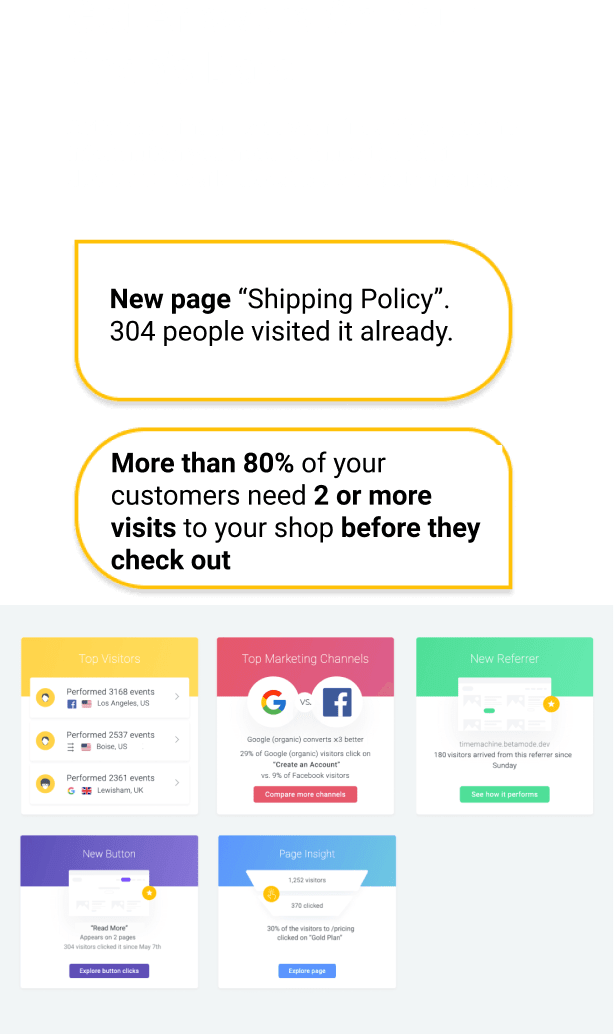 New page “Shipping Policy”.
304 people visited it already.
More than 80% of your
customers need 2 or more
visits to your shop before they
check out
Top Visitors
Performed 3168 events
Los Angeles, US
Performed 2537 events
Boise, US
Performed 2361 events
Lewisham, UK
Top Marketing Channels
VS.
Google (organic) converts x3 better
29% of Google (organic) visitors click on
"Create an Account"
vs. 9% of Facebook visitors
Compare more channels
New Referrer
timemachine.betamode.dev
180 visitors arrived from this referrer since
Sunday
See how it performs
New Button
"Read More"
Appears on 2 pages
304 visitors clicked it since May 7th
Explore button clicks
Page Insight
1,252 visitors
370 clicked
30% of the visitors to /pricing
clicked on "Gold Plan"
Explore page